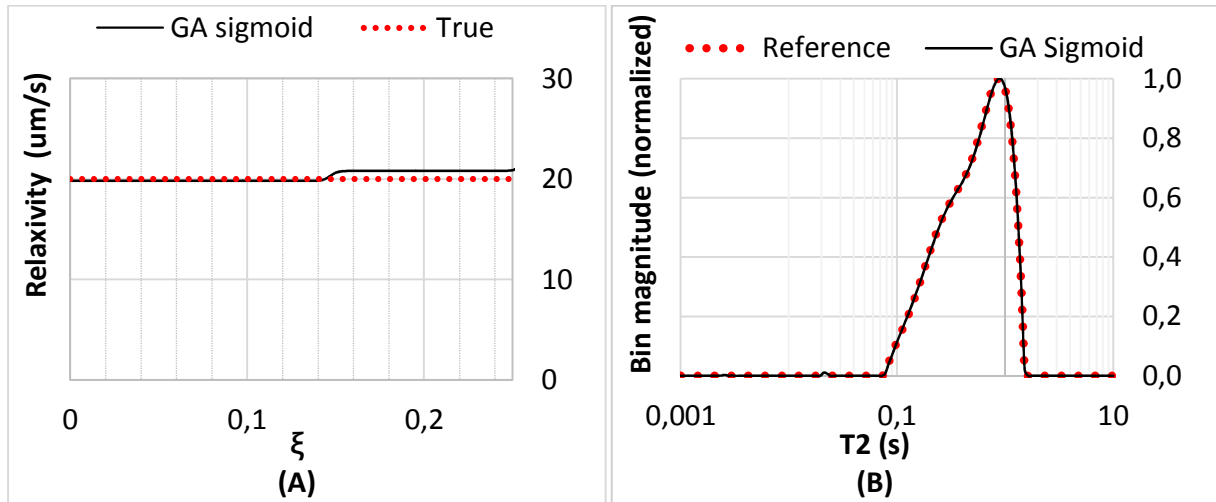 GA sigmoid True
Relaxivity (um/s)
30
20
10
0
0 0,1 0,2
ξ
(A)
Reference GA Sigmoid
Bin magnitude (normalized)
1,0
0,8
0,6
0,4
0,2
0,0
0,001 0,1 10
T2 (s)
(B)